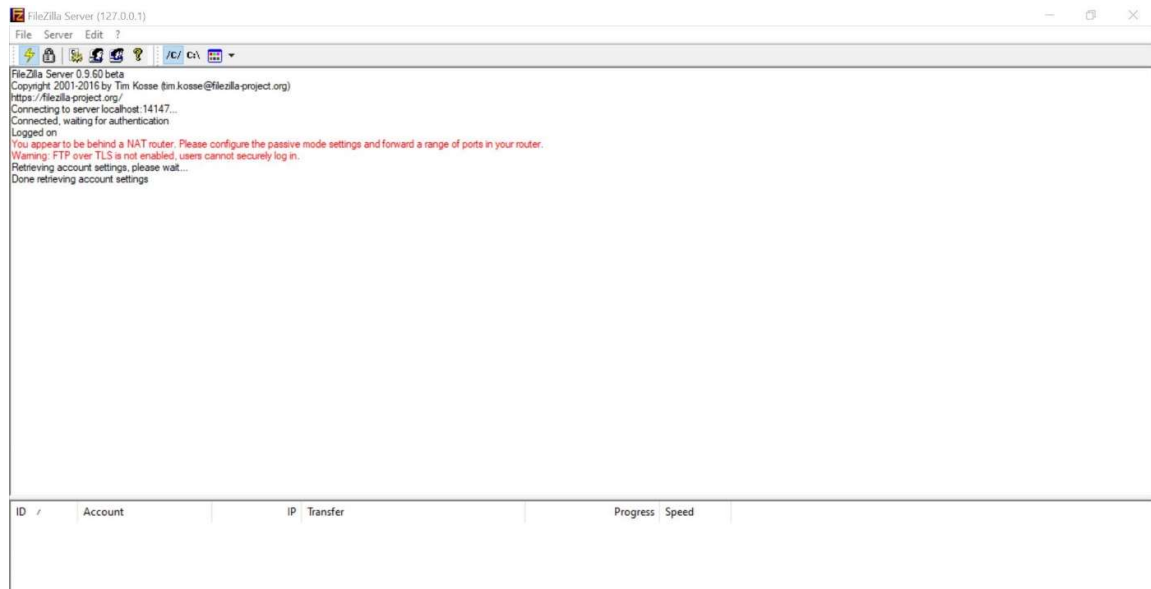 FileZilla Server (127.0.0.1)
File Server Edit ?
/C/ C:\
FileZilla Server 0.9.60 beta
Copyright 2001-2016 by Tim Kosse (tim.kosse@filezilla-project.org)
https://filezilla-project.org/
Connecting to server localhost:14147...
Connected, waiting for authentication
Logged on
You appear to be behind a NAT router. Please configure the passive mode settings and forward a range of ports in your router.
Warning: FTP over TLS is not enabled, users cannot securely log in.
Retrieving account settings, please wait...
Done retrieving account settings
ID / Account IP Transfer Progress Speed